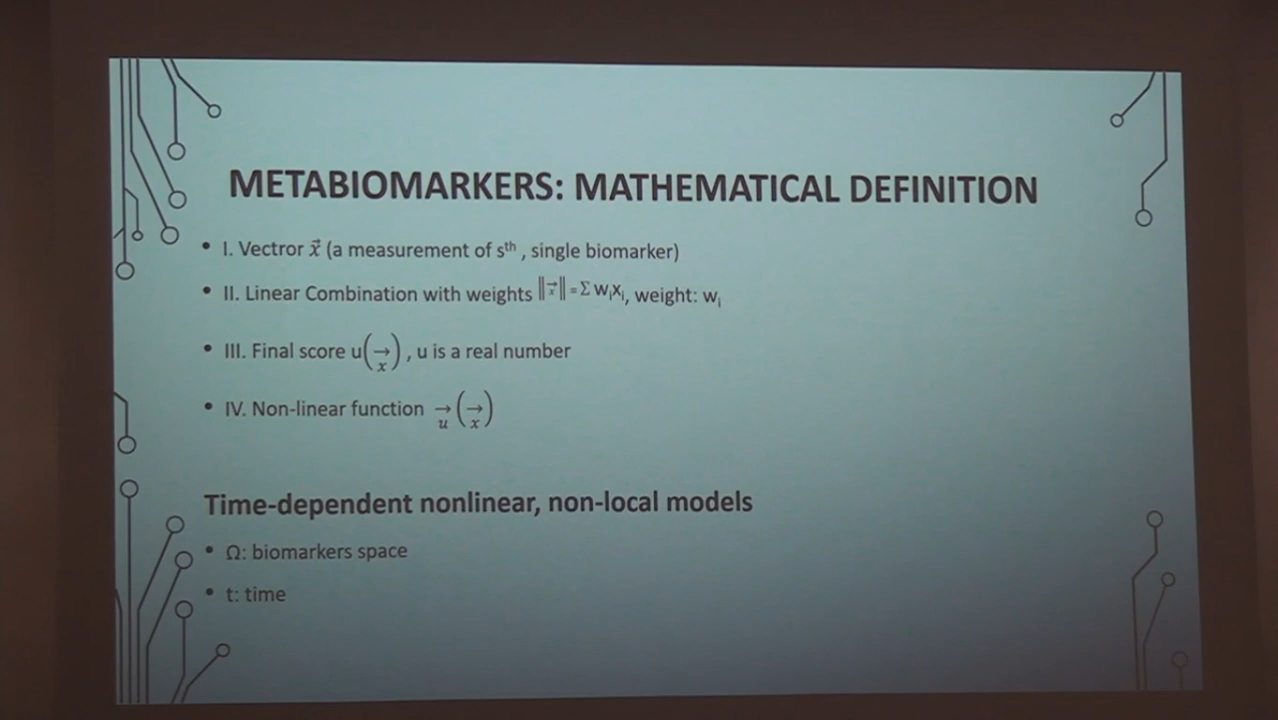 METABIOMARKERS: MATHEMATICAL DEFINITION
• I. Vectror x⃗ (a measurement of sᵗʰ , single biomarker)
• II. Linear Combination with weights ‖x⃗‖ = Σ wᵢxᵢ, weight: wᵢ
• III. Final score u(→x) , u is a real number
• IV. Non-linear function →u(→x)
Time-dependent nonlinear, non-local models
• Ω: biomarkers space
• t: time